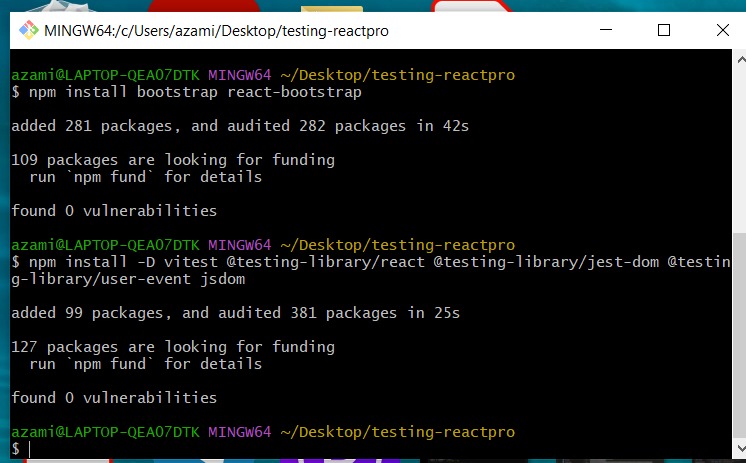 MINGW64:/c/Users/azami/Desktop/testing-reactpro
azami@LAPTOP-QEAO7DTK MINGW64 ~/Desktop/testing-reactpro
$ npm install bootstrap react-bootstrap
added 281 packages, and audited 282 packages in 42s
109 packages are looking for funding
  run `npm fund` for details
found 0 vulnerabilities
azami@LAPTOP-QEAO7DTK MINGW64 ~/Desktop/testing-reactpro
$ npm install -D vitest @testing-library/react @testing-library/jest-dom @testin
g-library/user-event jsdom
added 99 packages, and audited 381 packages in 25s
127 packages are looking for funding
  run `npm fund` for details
found 0 vulnerabilities
azami@LAPTOP-QEAO7DTK MINGW64 ~/Desktop/testing-reactpro
$